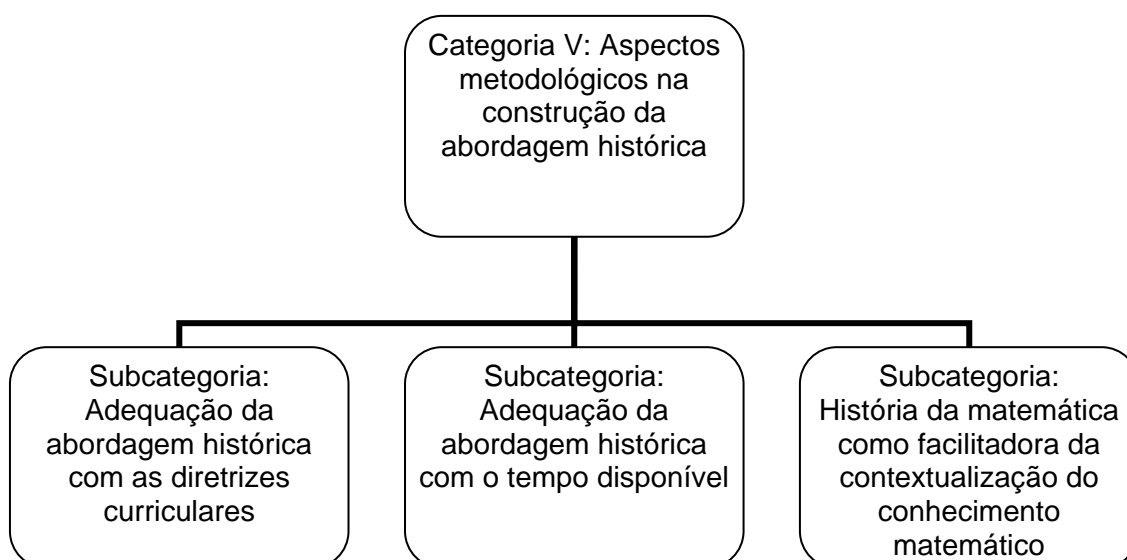 Categoria V: Aspectos
metodológicos na
construção da
abordagem histórica
Subcategoria:
Adequação da
abordagem histórica
com as diretrizes
curriculares
Subcategoria:
Adequação da
abordagem histórica
com o tempo disponível
Subcategoria:
História da matemática
como facilitadora da
contextualização do
conhecimento
matemático